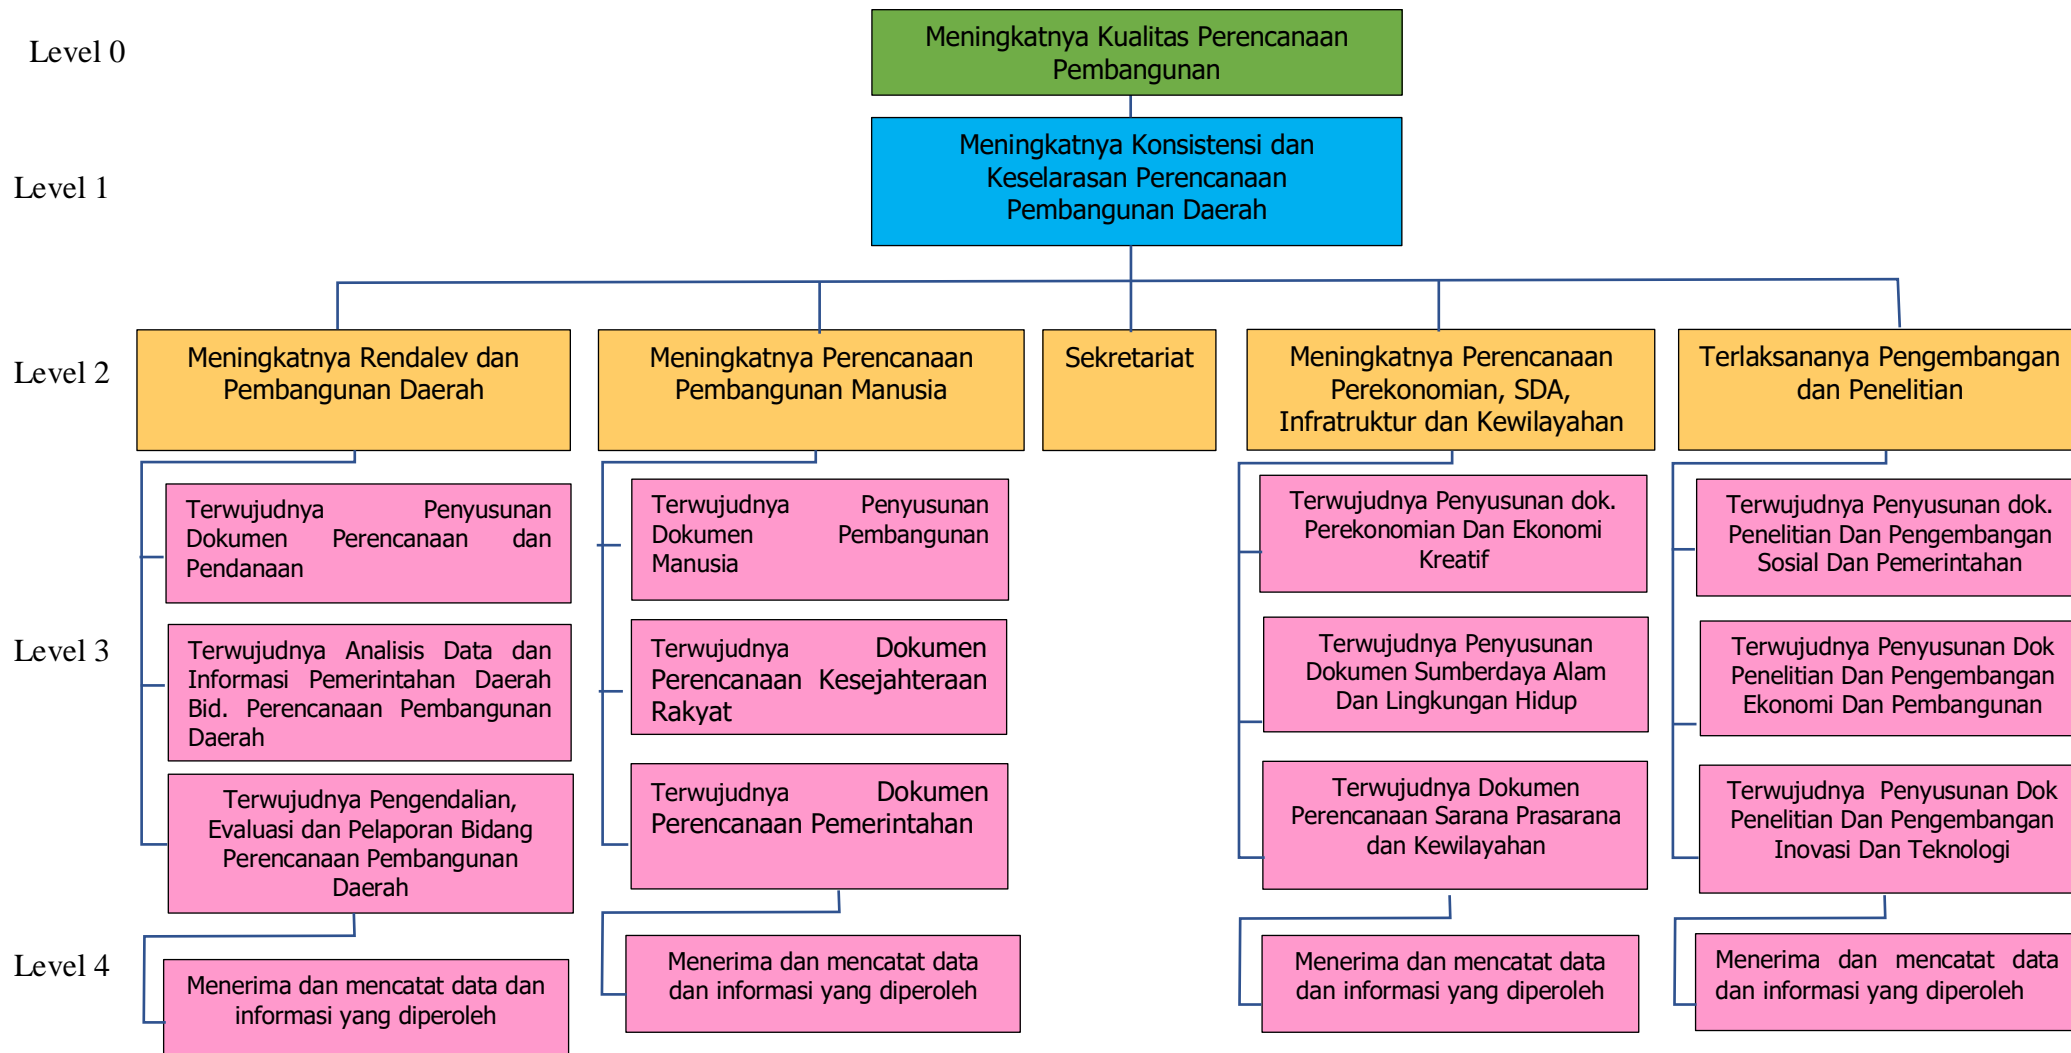 Level 0
Meningkatnya Kualitas Perencanaan
Pembangunan
Level 1
Meningkatnya Konsistensi dan
Keselarasan Perencanaan
Pembangunan Daerah
Level 2
Meningkatnya Rendalev dan
Pembangunan Daerah
Meningkatnya Perencanaan
Pembangunan Manusia
Sekretariat
Meningkatnya Perencanaan
Perekonomian, SDA,
Infratruktur dan Kewilayahan
Terlaksananya Pengembangan
dan Penelitian
Level 3
Terwujudnya Penyusunan
Dokumen Perencanaan dan
Pendanaan
Terwujudnya Analisis Data dan
Informasi Pemerintahan Daerah
Bid. Perencanaan Pembangunan
Daerah
Terwujudnya Pengendalian,
Evaluasi dan Pelaporan Bidang
Perencanaan Pembangunan
Daerah
Terwujudnya Penyusunan
Dokumen Pembangunan
Manusia
Terwujudnya Dokumen
Perencanaan Kesejahteraan
Rakyat
Terwujudnya Dokumen
Perencanaan Pemerintahan
Terwujudnya Penyusunan dok.
Perekonomian Dan Ekonomi
Kreatif
Terwujudnya Penyusunan
Dokumen Sumberdaya Alam
Dan Lingkungan Hidup
Terwujudnya Dokumen
Perencanaan Sarana Prasarana
dan Kewilayahan
Terwujudnya Penyusunan dok.
Penelitian Dan Pengembangan
Sosial Dan Pemerintahan
Terwujudnya Penyusunan Dok
Penelitian Dan Pengembangan
Ekonomi Dan Pembangunan
Terwujudnya Penyusunan Dok
Penelitian Dan Pengembangan
Inovasi Dan Teknologi
Level 4
Menerima dan mencatat data dan
informasi yang diperoleh
Menerima dan mencatat data
dan informasi yang diperoleh
Menerima dan mencatat data
dan informasi yang diperoleh
Menerima dan mencatat data
dan informasi yang diperoleh